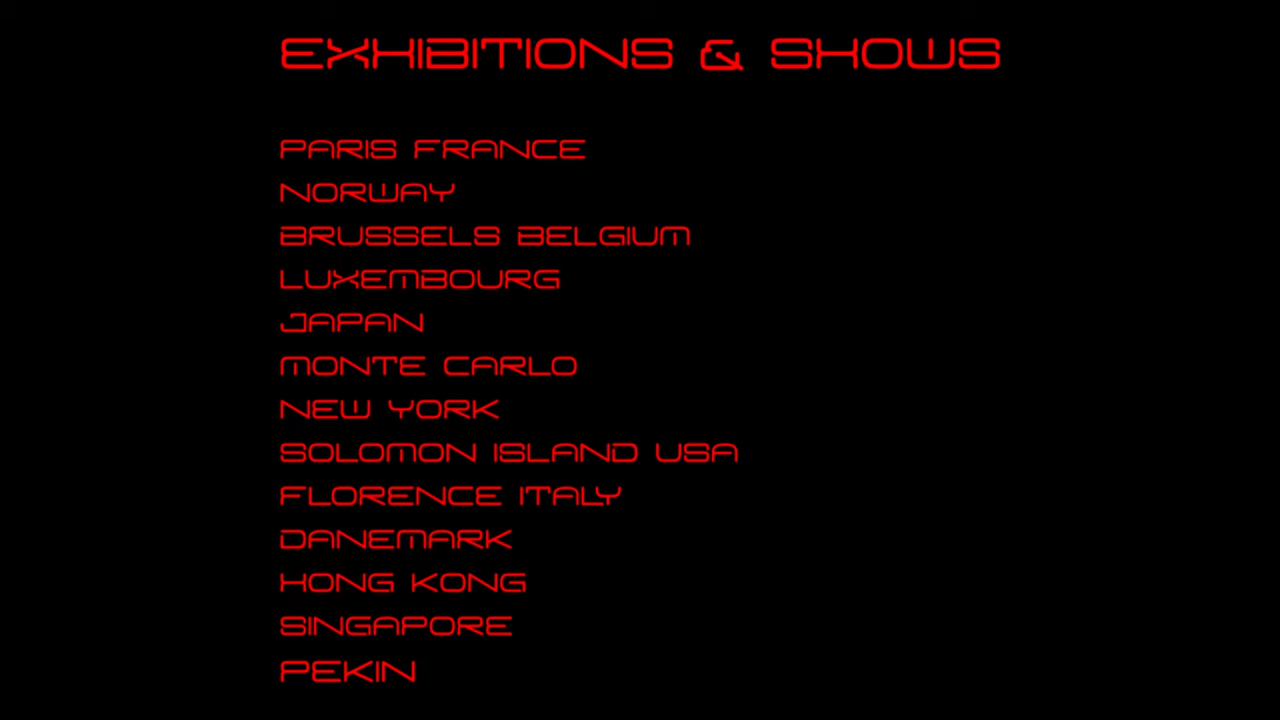 EXHIBITIONS & SHOWS
PARIS FRANCE
NORWAY
BRUSSELS BELGIUM
LUXEMBOURG
JAPAN
MONTE CARLO
NEW YORK
SOLOMON ISLAND USA
FLORENCE ITALY
DANEMARK
HONG KONG
SINGAPORE
PEKIN